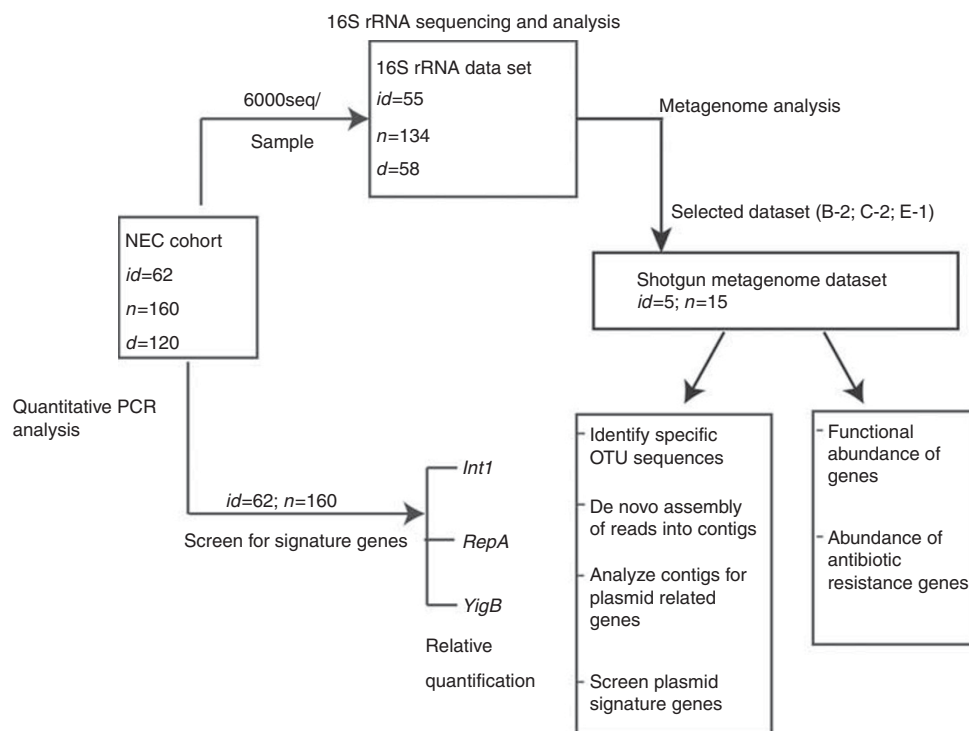 16S rRNA sequencing and analysis
16S rRNA data set
id=55
n=134
d=58
6000seq/
Sample
Metagenome analysis
Selected dataset (B-2; C-2; E-1)
NEC cohort
id=62
n=160
d=120
Shotgun metagenome dataset
id=5; n=15
Quantitative PCR
analysis
id=62; n=160
Screen for signature genes
Int1
RepA
YigB
Relative
quantification
Identify specific
OTU sequences
De novo assembly
of reads into contigs
Analyze contigs for
plasmid related
genes
Screen plasmid
signature genes
Functional
abundance of
genes
Abundance of
antibiotic
resistance genes